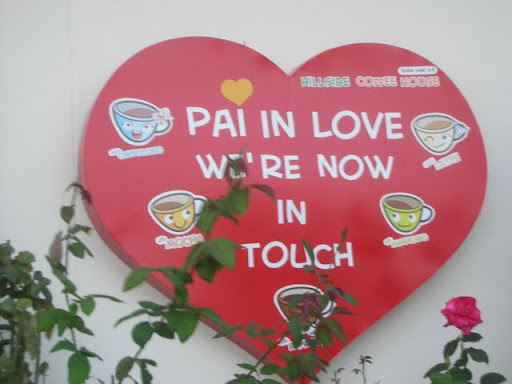 HILLSIDE COFFEE HOUSE
PAI IN LOVE
WE'RE NOW
IN
TOUCH